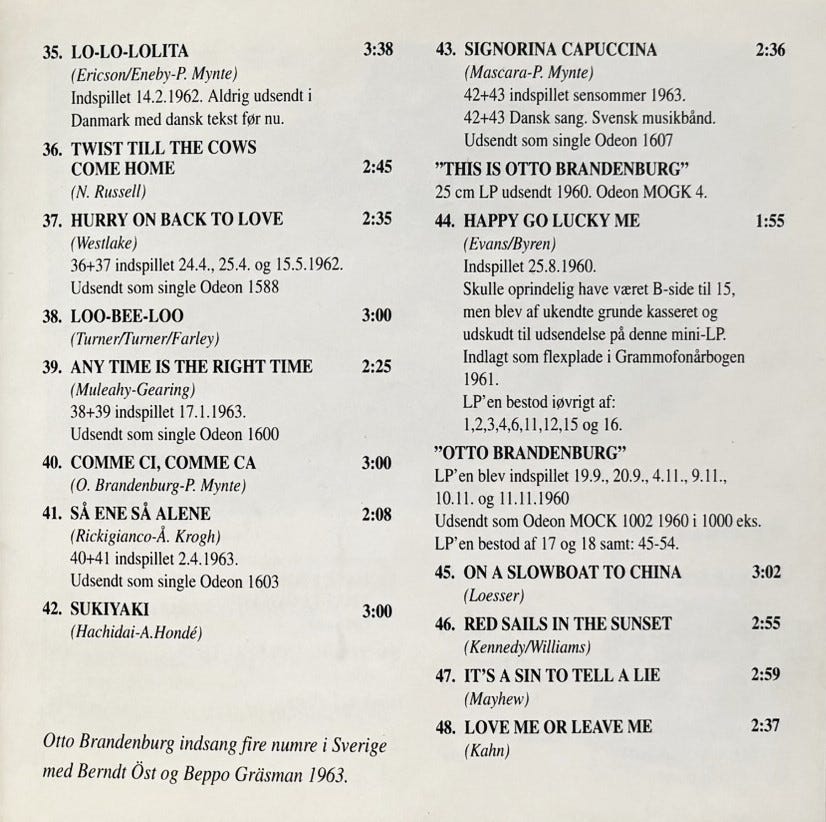 35. LO-LO-LOLITA 3:38
(Ericson/Eneby-P. Mynte)
Indspillet 14.2.1962. Aldrig udsendt i
Danmark med dansk tekst før nu.
36. TWIST TILL THE COWS
COME HOME 2:45
(N. Russell)
37. HURRY ON BACK TO LOVE 2:35
(Westlake)
36+37 indspillet 24.4., 25.4. og 15.5.1962.
Udsendt som single Odeon 1588
38. LOO-BEE-LOO 3:00
(Turner/Turner/Farley)
39. ANY TIME IS THE RIGHT TIME 2:25
(Muleahy-Gearing)
38+39 indspillet 17.1.1963.
Udsendt som single Odeon 1600
40. COMME CI, COMME CA 3:00
(O. Brandenburg-P. Mynte)
41. SÅ ENE SÅ ALENE 2:08
(Rickigianco-Å. Krogh)
40+41 indspillet 2.4.1963.
Udsendt som single Odeon 1603
42. SUKIYAKI 3:00
(Hachidai-A.Hondé)
Otto Brandenburg indsang fire numre i Sverige
med Berndt Öst og Beppo Gräsman 1963.
43. SIGNORINA CAPUCCINA 2:36
(Mascara-P. Mynte)
42+43 indspillet sensommer 1963.
42+43 Dansk sang. Svensk musikbånd.
Udsendt som single Odeon 1607
"THIS IS OTTO BRANDENBURG"
25 cm LP udsendt 1960. Odeon MOGK 4.
44. HAPPY GO LUCKY ME 1:55
(Evans/Byren)
Indspillet 25.8.1960.
Skulle oprindelig have været B-side til 15,
men blev af ukendte grunde kasseret og
udskudt til udsendelse på denne mini-LP.
Indlagt som flexplade i Grammofonårbogen
1961.
LP'en bestod iøvrigt af:
1,2,3,4,6,11,12,15 og 16.
"OTTO BRANDENBURG"
LP'en blev indspillet 19.9., 20.9., 4.11., 9.11.,
10.11. og 11.11.1960
Udsendt som Odeon MOCK 1002 1960 i 1000 eks.
LP'en bestod af 17 og 18 samt: 45-54.
45. ON A SLOWBOAT TO CHINA 3:02
(Loesser)
46. RED SAILS IN THE SUNSET 2:55
(Kennedy/Williams)
47. IT'S A SIN TO TELL A LIE 2:59
(Mayhew)
48. LOVE ME OR LEAVE ME 2:37
(Kahn)